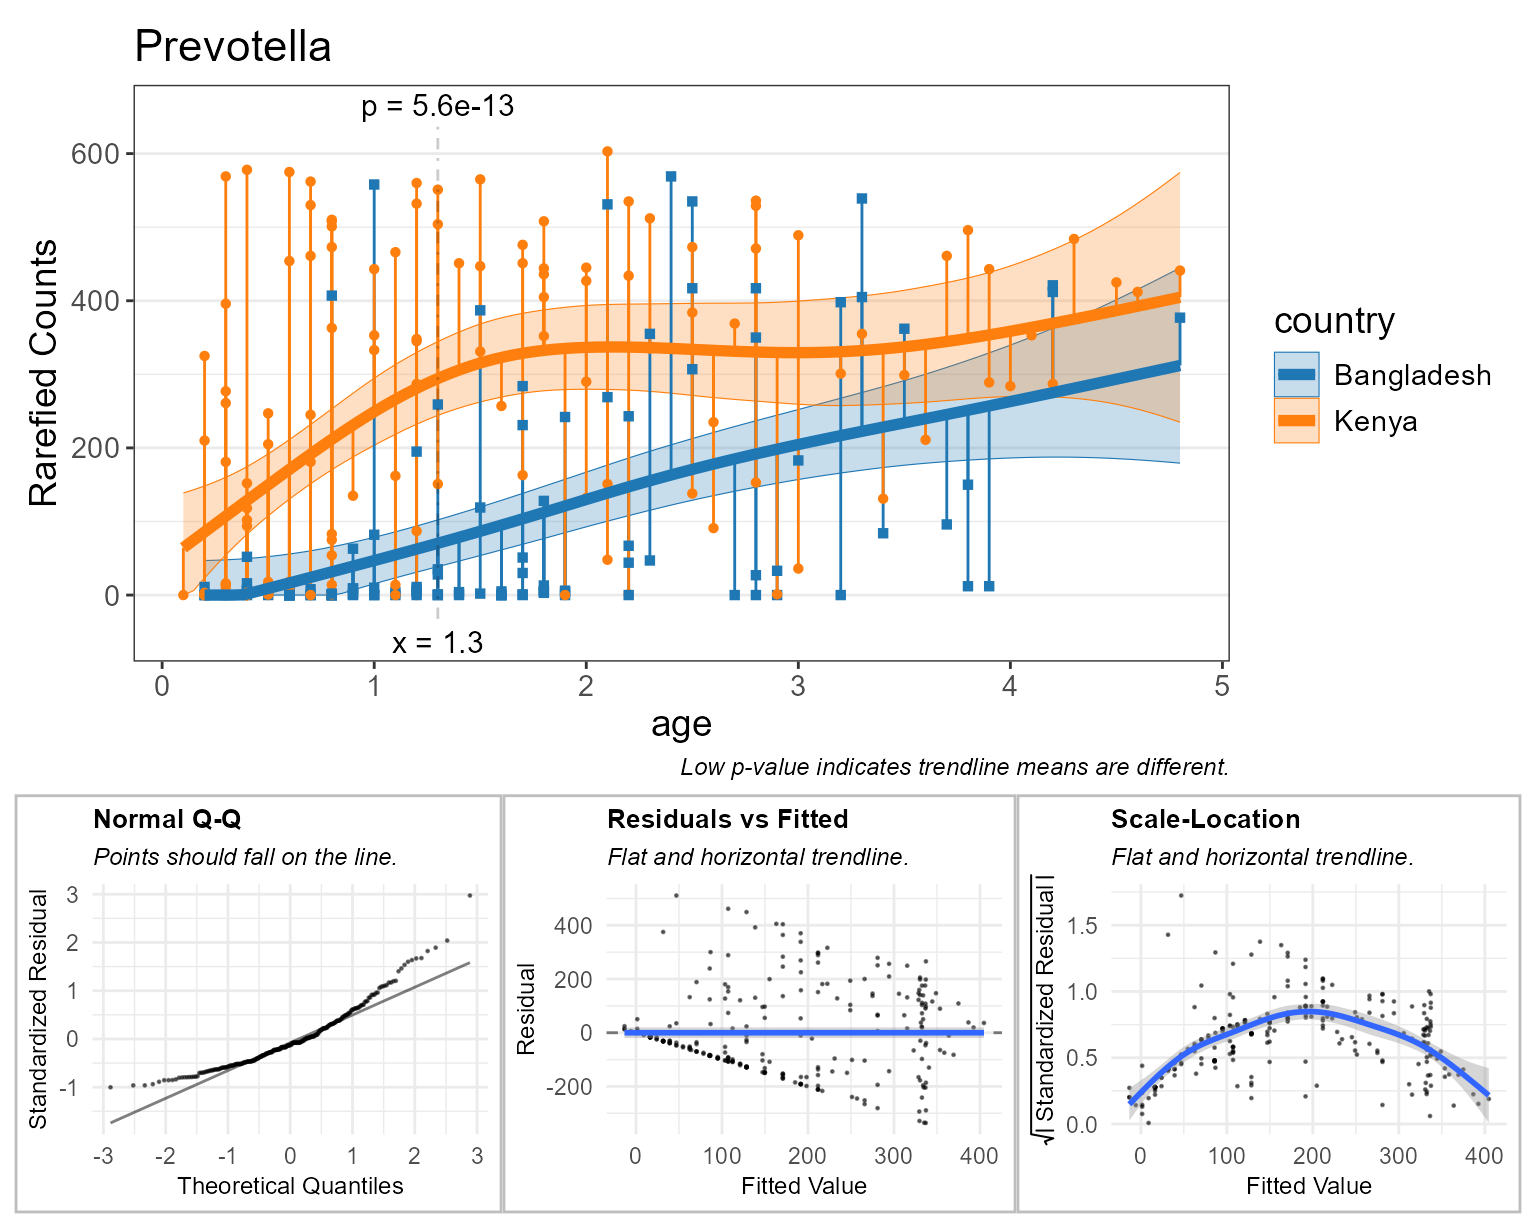 Prevotella
p = 5.6e-13
Rarefied Counts
600
400
200
0
x = 1.3
0 1 2 3 4 5
age
country
Bangladesh
Kenya
Low p-value indicates trendline means are different.
Normal Q-Q
Points should fall on the line.
Standardized Residual
3
2
1
0
-1
-3 -2 -1 0 1 2 3
Theoretical Quantiles
Residuals vs Fitted
Flat and horizontal trendline.
Residual
400
200
0
-200
0 100 200 300 400
Fitted Value
Scale-Location
Flat and horizontal trendline.
√| Standardized Residual |
1.5
1.0
0.5
0.0
0 100 200 300 400
Fitted Value